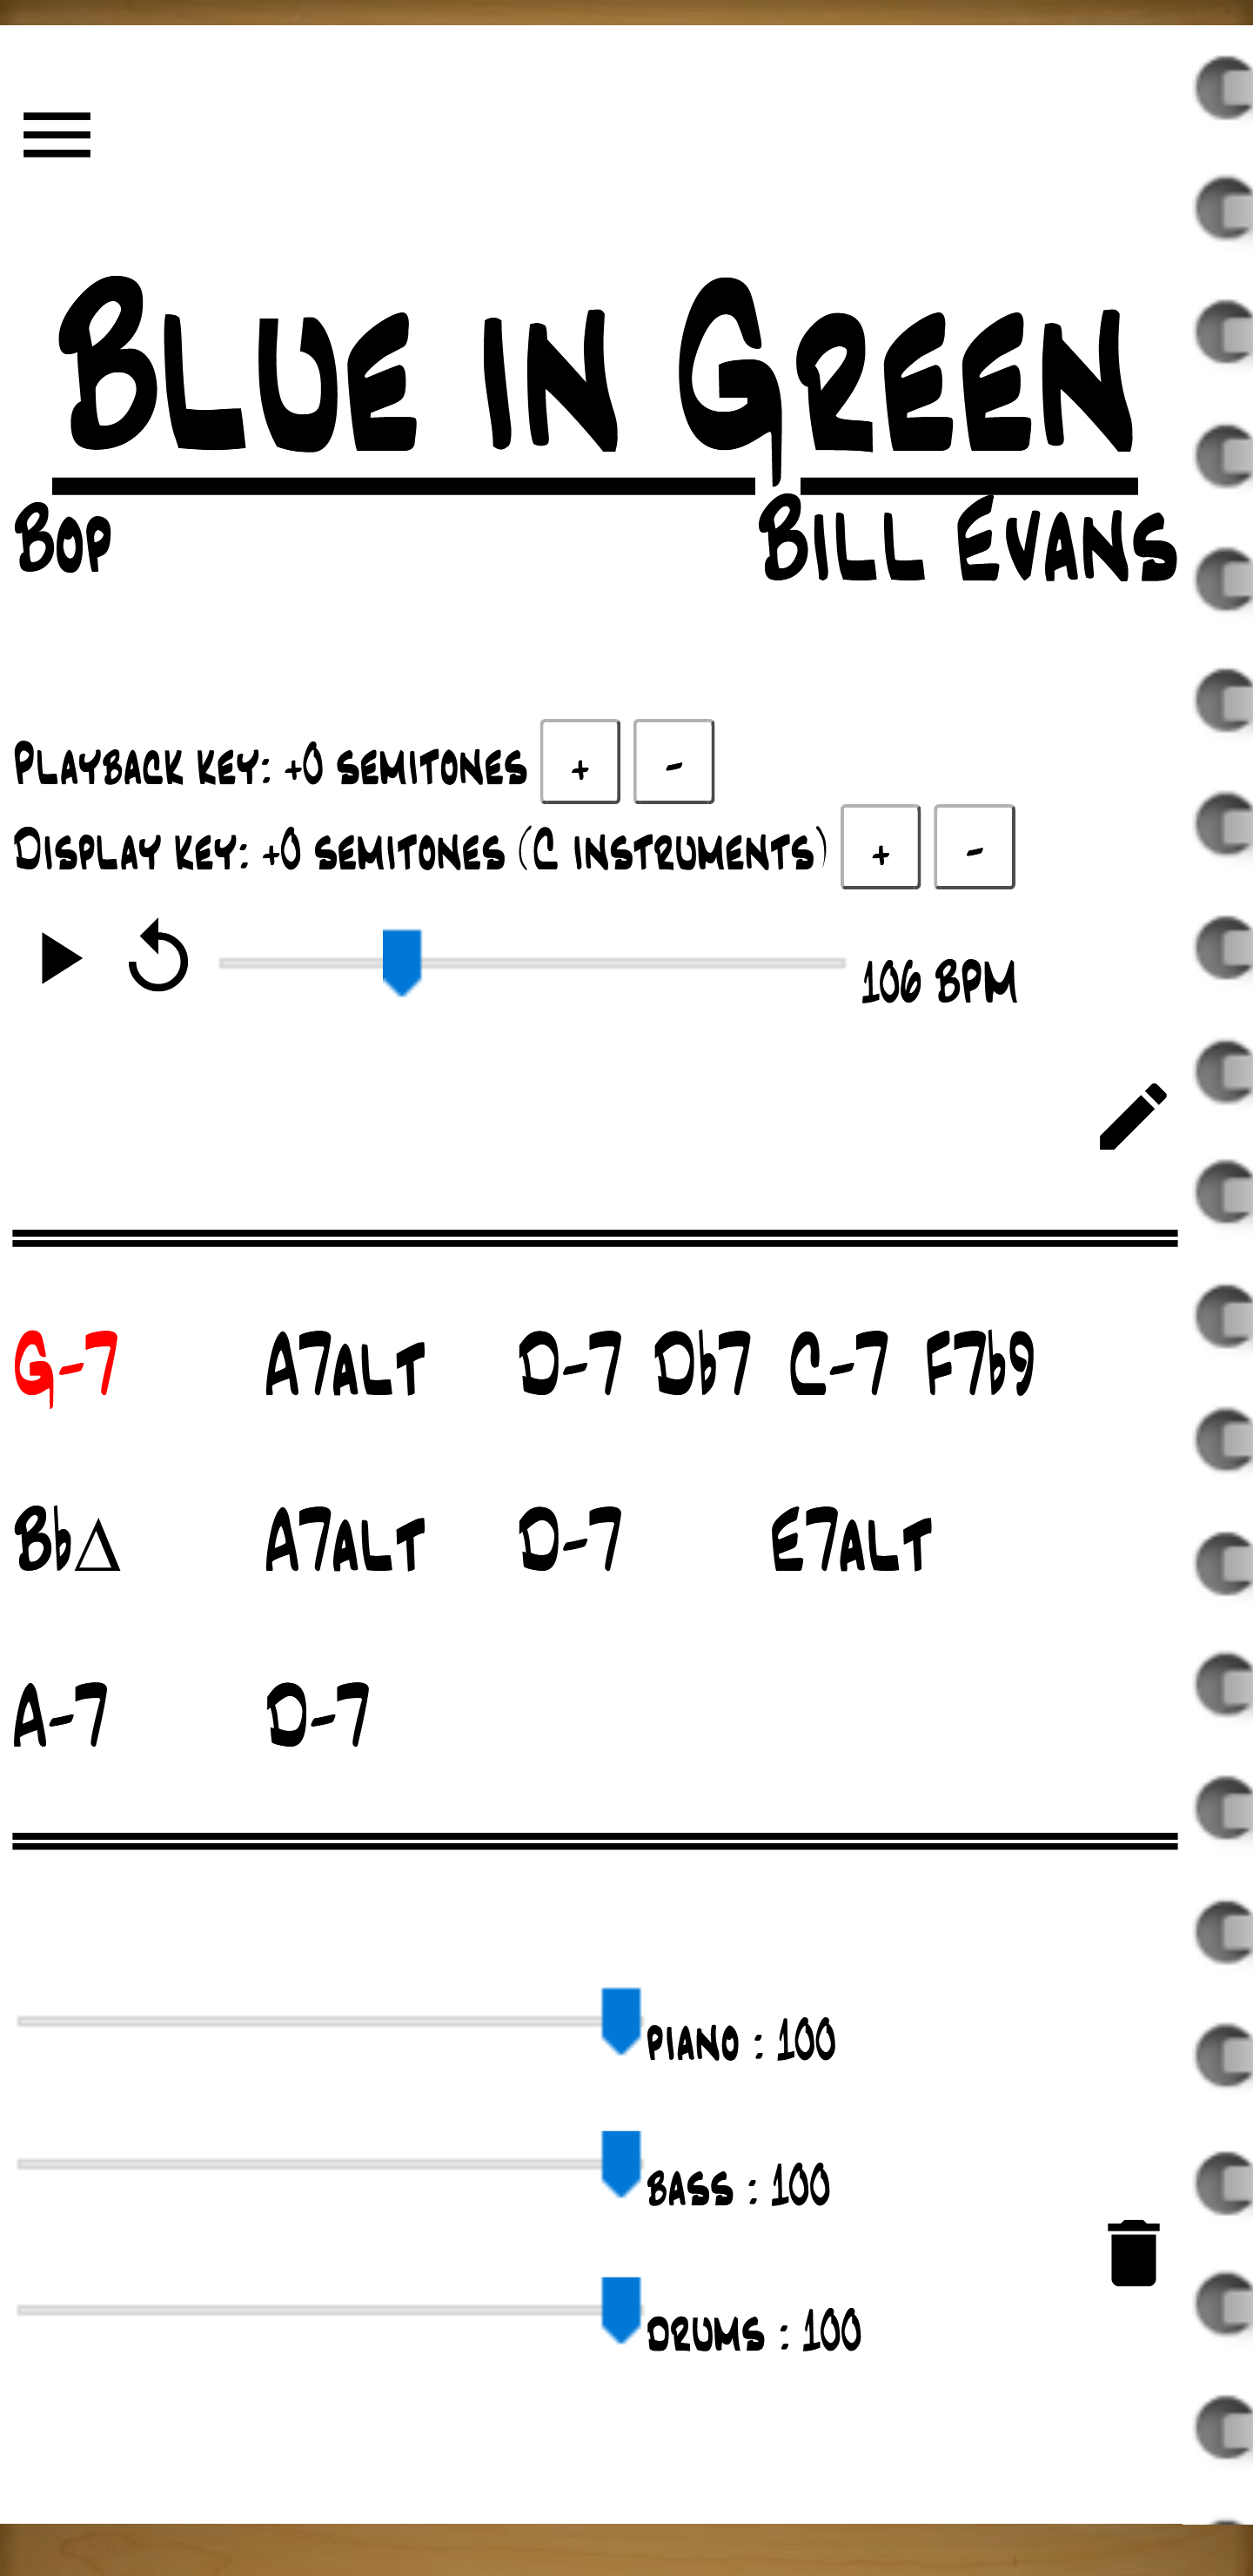 Blue in Green
Bop Bill Evans
Playback key: +0 semitones + -
Display key: +0 semitones (C instruments) + -
106 BPM
G-7 A7alt D-7 Db7 C-7 F7b9
Bb△ A7alt D-7 E7alt
A-7 D-7
piano : 100
bass : 100
drums : 100